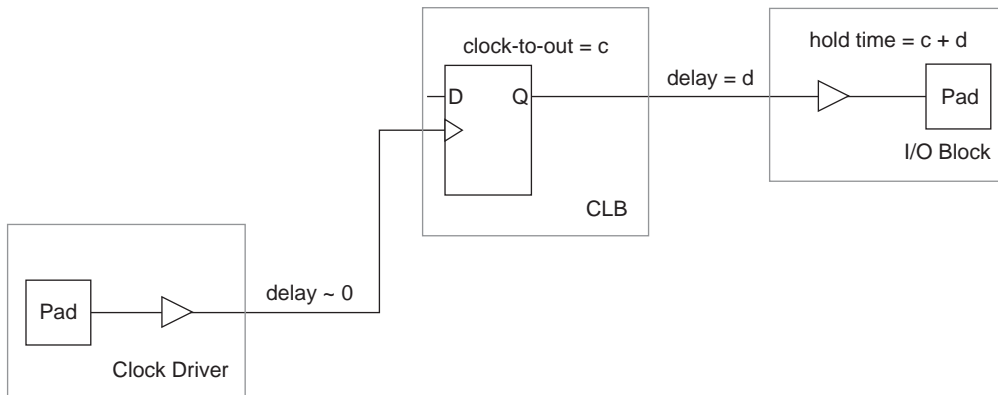 clock-to-out = c
hold time = c + d
D
Q
delay = d
Pad
I/O Block
CLB
delay ~ 0
Pad
Clock Driver